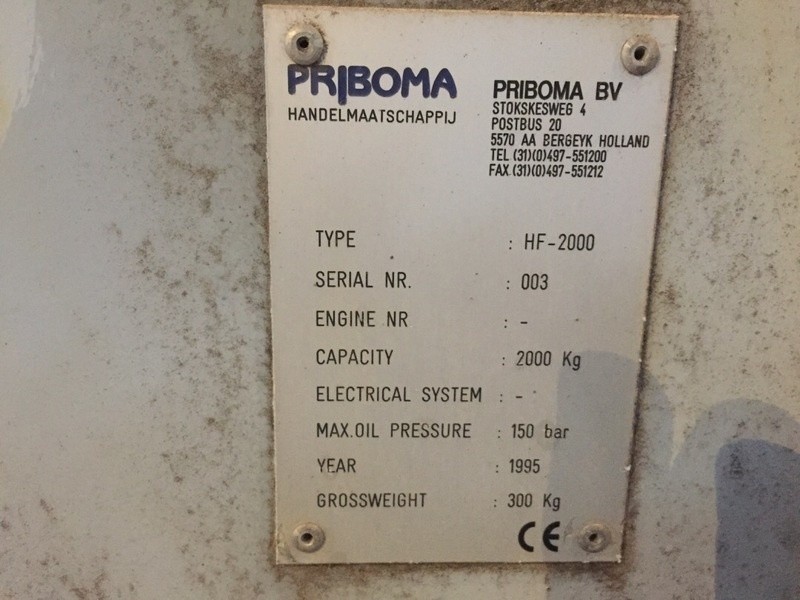 PRIBOMA
HANDELMAATSCHAPPIJ
PRIBOMA BV
STOKSKESWEG 4
POSTBUS 20
5570 AA BERGEYK HOLLAND
TEL (31)(0)497-551200
FAX (31)(0)497-551212
TYPE : HF-2000
SERIAL NR. : 003
ENGINE NR : -
CAPACITY : 2000 Kg
ELECTRICAL SYSTEM : -
MAX.OIL PRESSURE : 150 bar
YEAR : 1995
GROSSWEIGHT : 300 Kg
CE